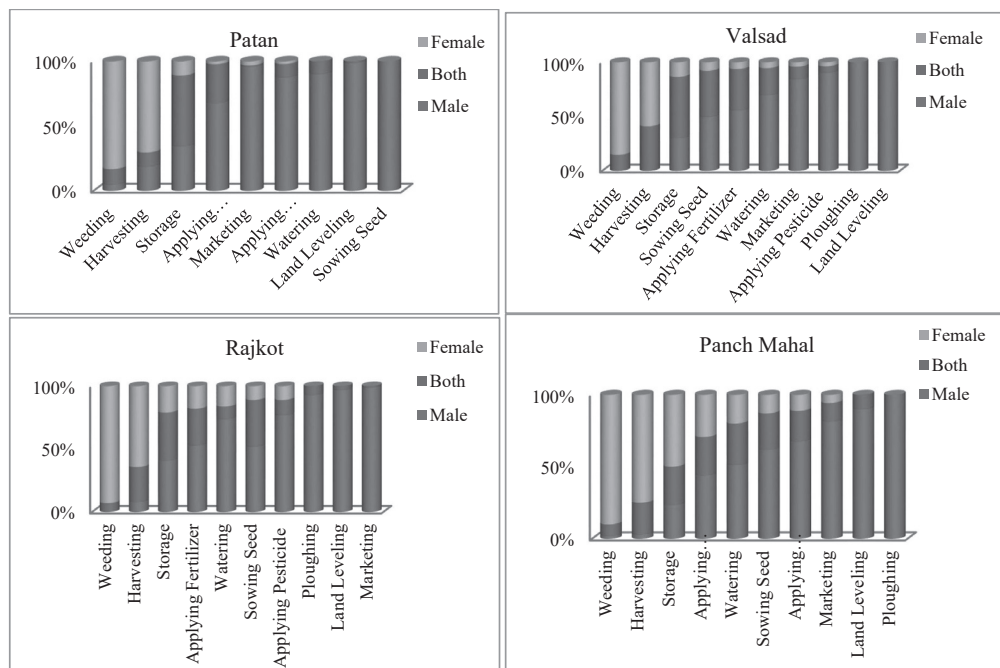 Patan
Female
Both
Male
100%
50%
0%
Weeding
Harvesting
Storage
Applying…
Marketing
Applying…
Watering
Land Leveling
Sowing Seed
Valsad
Female
Both
Male
100%
50%
0%
Weeding
Harvesting
Storage
Sowing Seed
Applying Fertilizer
Watering
Marketing
Applying Pesticide
Ploughing
Land Leveling
Rajkot
Female
Both
Male
100%
50%
0%
Weeding
Harvesting
Storage
Applying Fertilizer
Watering
Sowing Seed
Applying Pesticide
Ploughing
Land Leveling
Marketing
Panch Mahal
Female
Both
Male
100%
50%
0%
Weeding
Harvesting
Storage
Applying…
Watering
Sowing Seed
Applying…
Marketing
Land Leveling
Ploughing